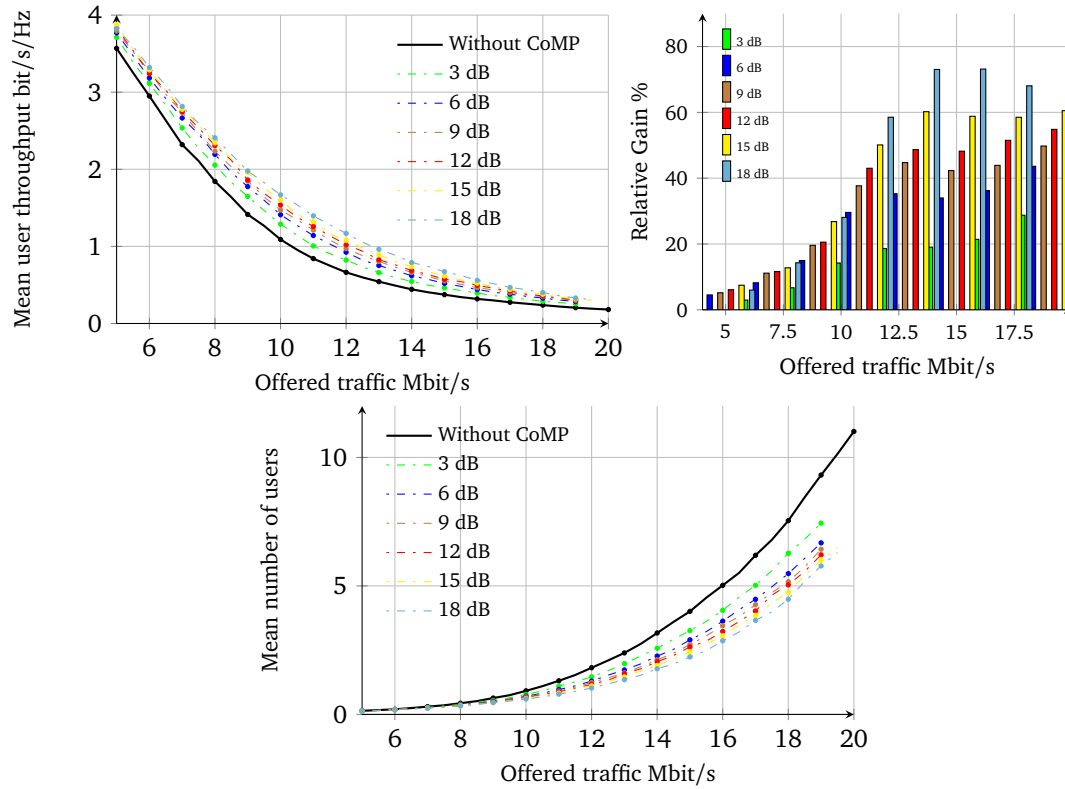 Mean user throughput bit/s/Hz
4
3
2
1
0
6 8 10 12 14 16 18 20
Offered traffic Mbit/s
Without CoMP
3 dB
6 dB
9 dB
12 dB
15 dB
18 dB
Relative Gain %
80
60
40
20
0
5 7.5 10 12.5 15 17.5
Offered traffic Mbit/s
3 dB
6 dB
9 dB
12 dB
15 dB
18 dB
Mean number of users
10
5
0
6 8 10 12 14 16 18 20
Offered traffic Mbit/s
Without CoMP
3 dB
6 dB
9 dB
12 dB
15 dB
18 dB